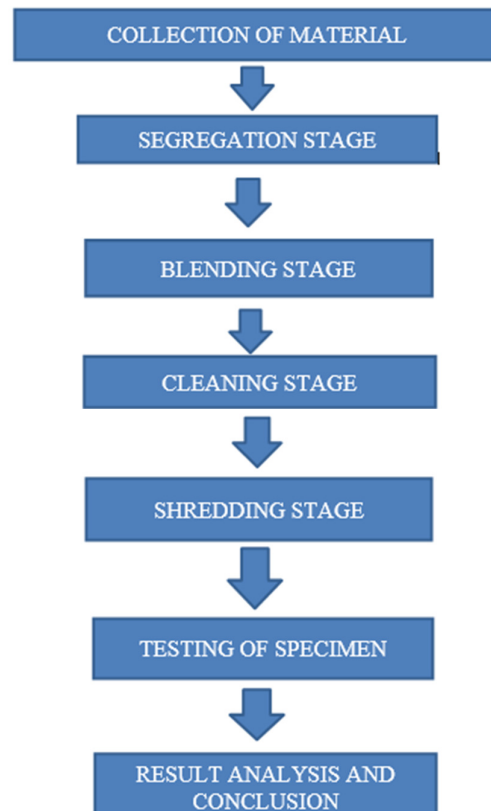 COLLECTION OF MATERIAL
SEGREGATION STAGE
BLENDING STAGE
CLEANING STAGE
SHREDDING STAGE
TESTING OF SPECIMEN
RESULT ANALYSIS AND
CONCLUSION